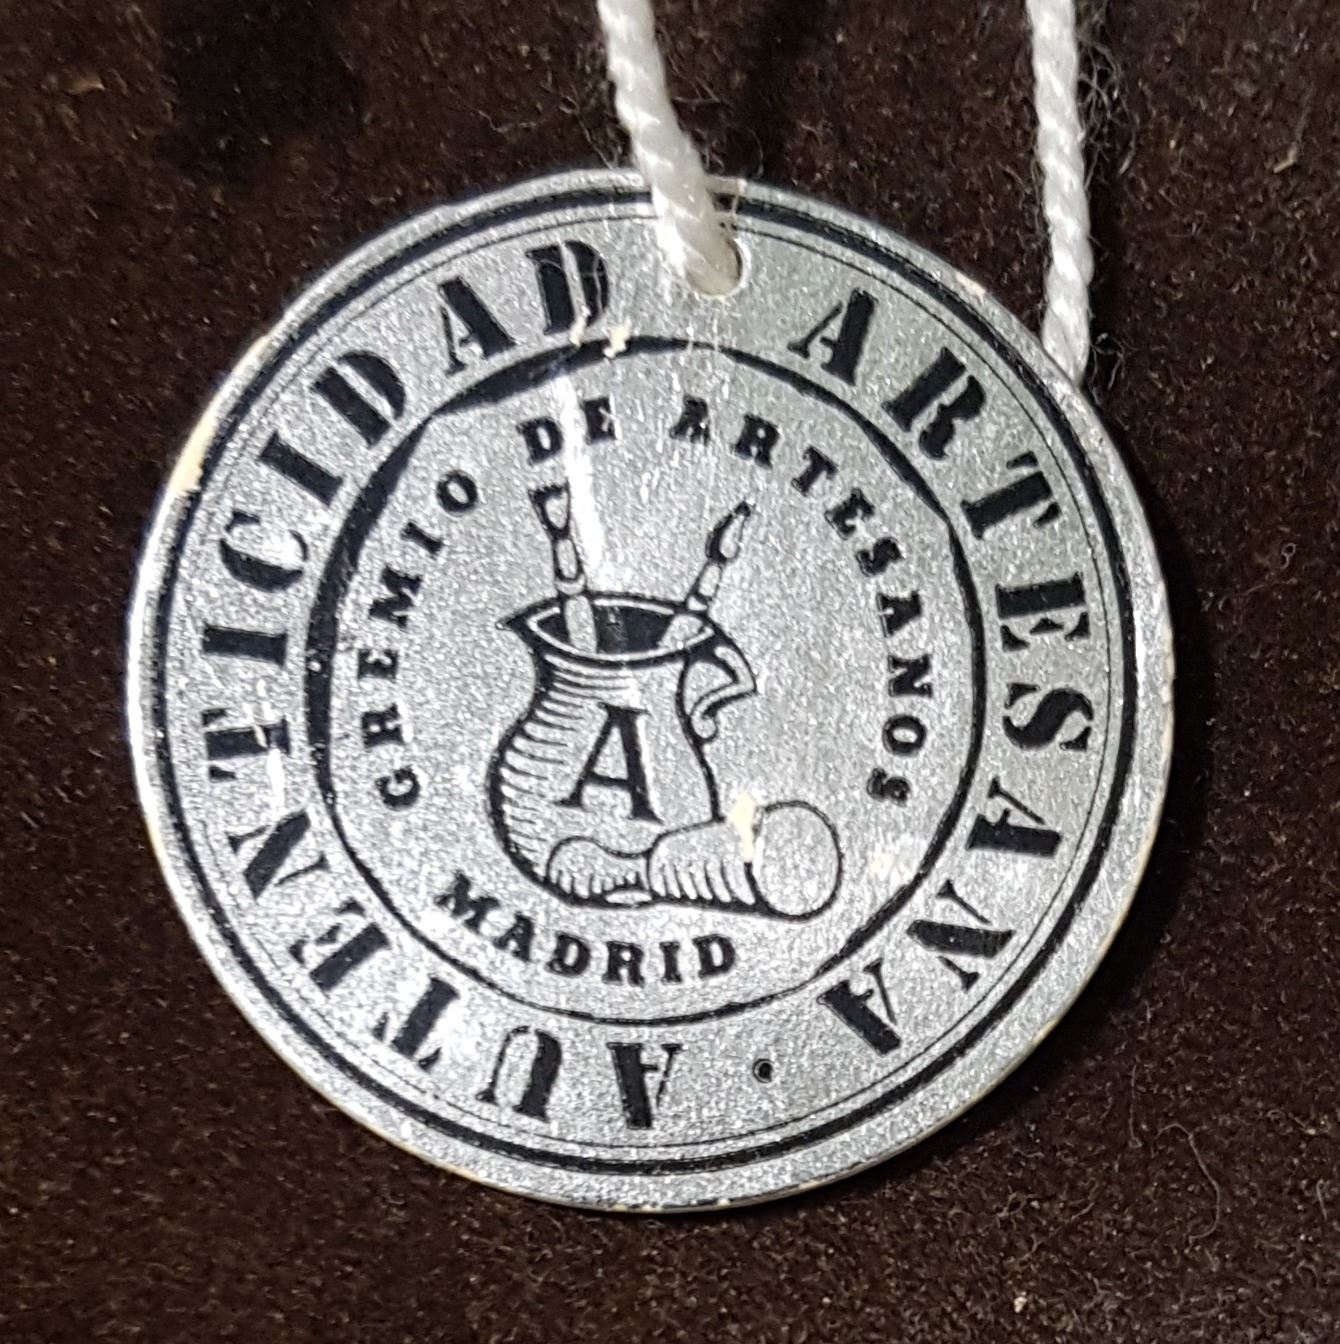 AUTENTICIDAD ARTESANA ·
GREMIO DE ARTESANOS
A
MADRID